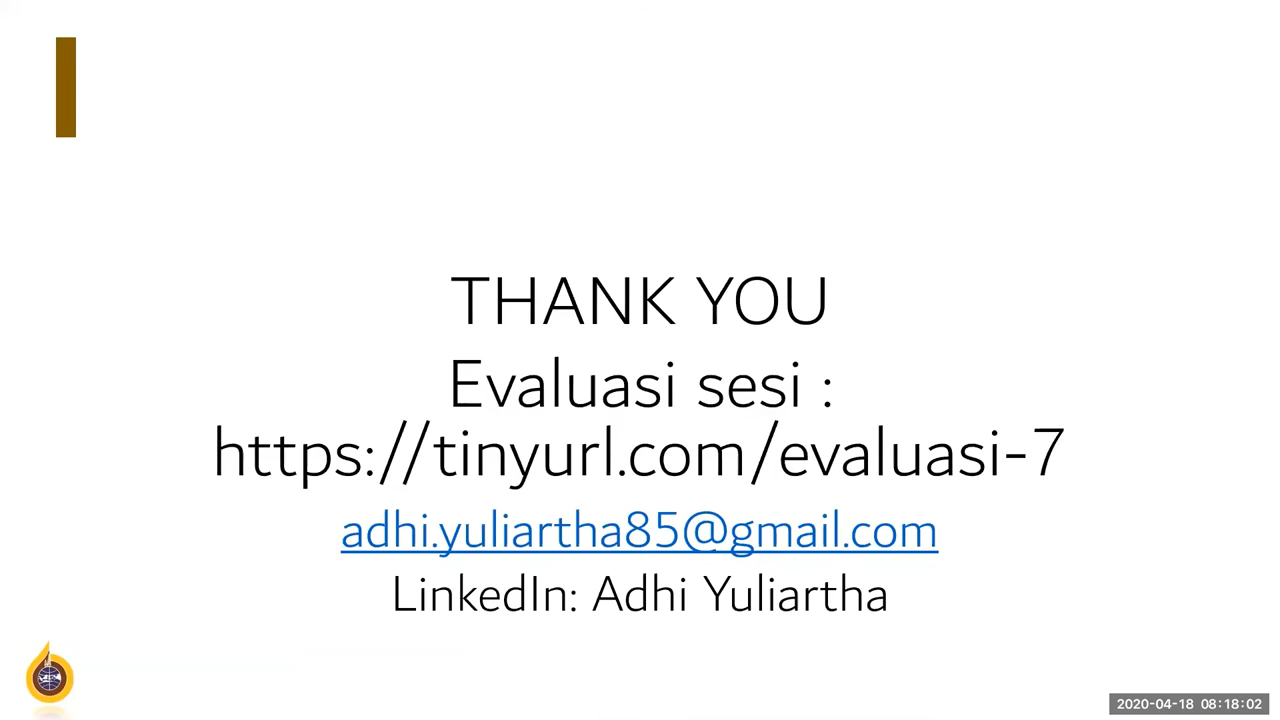 THANK YOU
Evaluasi sesi :
https://tinyurl.com/evaluasi-7
adhi.yuliartha85@gmail.com
LinkedIn: Adhi Yuliartha
2020-04-18 08:18:02